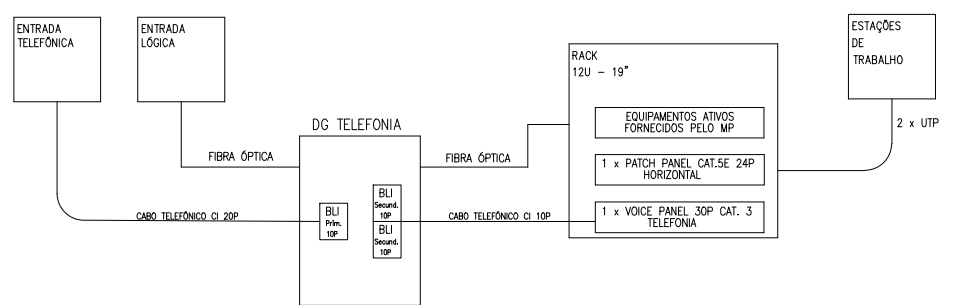 ENTRADA
TELEFÔNICA
ENTRADA
LÓGICA
DG TELEFONIA
FIBRA ÓPTICA
CABO TELEFÔNICO CI 20P
BLI
Prim.
10P
BLI
Secund.
10P
BLI
Secund.
10P
FIBRA ÓPTICA
CABO TELEFÔNICO CI 10P
RACK
12U - 19"
EQUIPAMENTOS ATIVOS
FORNECIDOS PELO MP
1 x PATCH PANEL CAT.5E 24P
HORIZONTAL
1 x VOICE PANEL 30P CAT. 3
TELEFONIA
ESTAÇÕES
DE
TRABALHO
2 x UTP